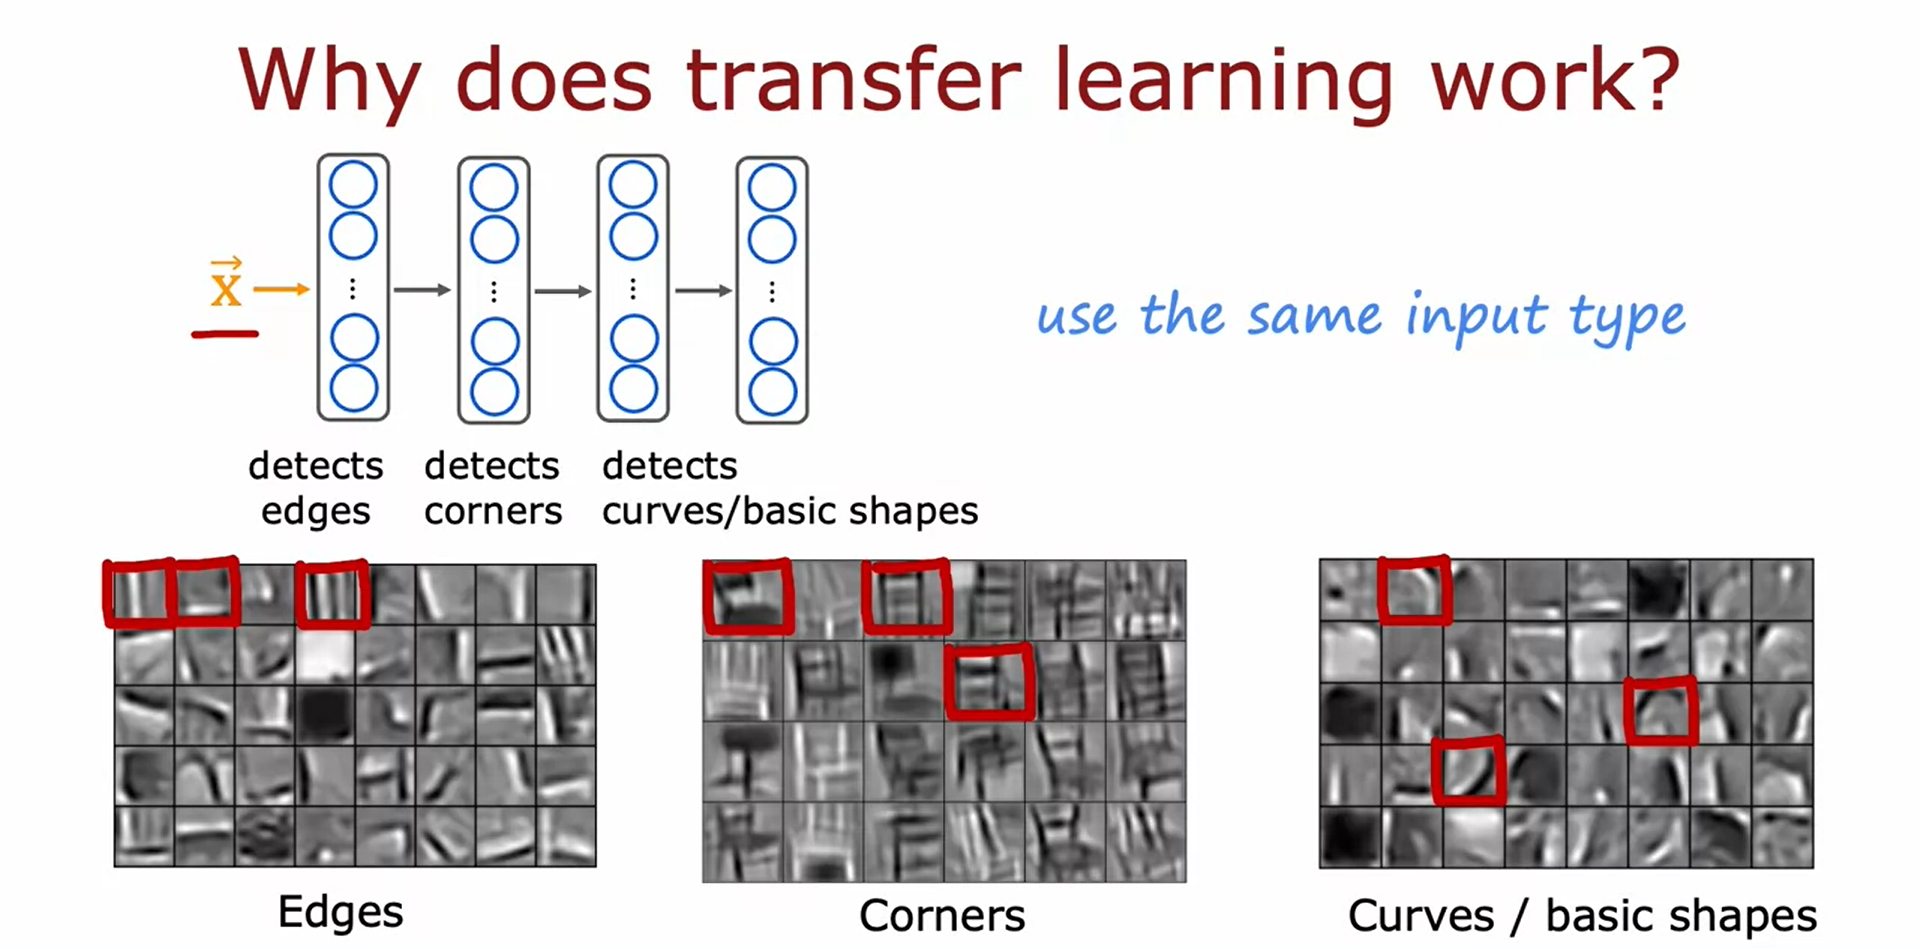 Why does transfer learning work?
x
use the same input type
detects edges
detects corners
detects curves/basic shapes
Edges
Corners
Curves / basic shapes